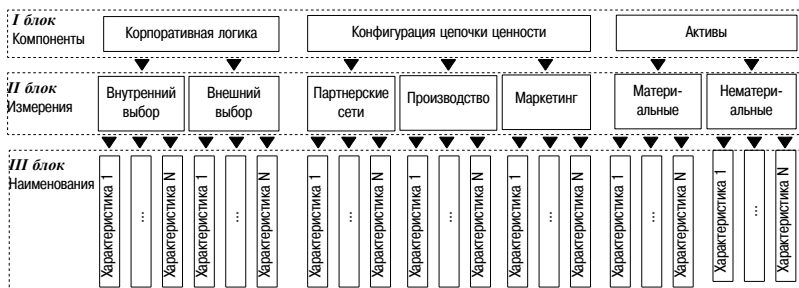 I блок
Компоненты
Корпоративная логика
Конфигурация цепочки ценности
Активы
II блок
Измерения
Внутренний
выбор
Внешний
выбор
Партнерские
сети
Производство
Маркетинг
Матери-
альные
Нематери-
альные
III блок
Наименования
Характеристика 1
...
Характеристика N
Характеристика 1
...
Характеристика N
Характеристика 1
...
Характеристика N
Характеристика 1
...
Характеристика N
Характеристика 1
...
Характеристика N
Характеристика 1
...
Характеристика N
Характеристика 1
...
Характеристика N